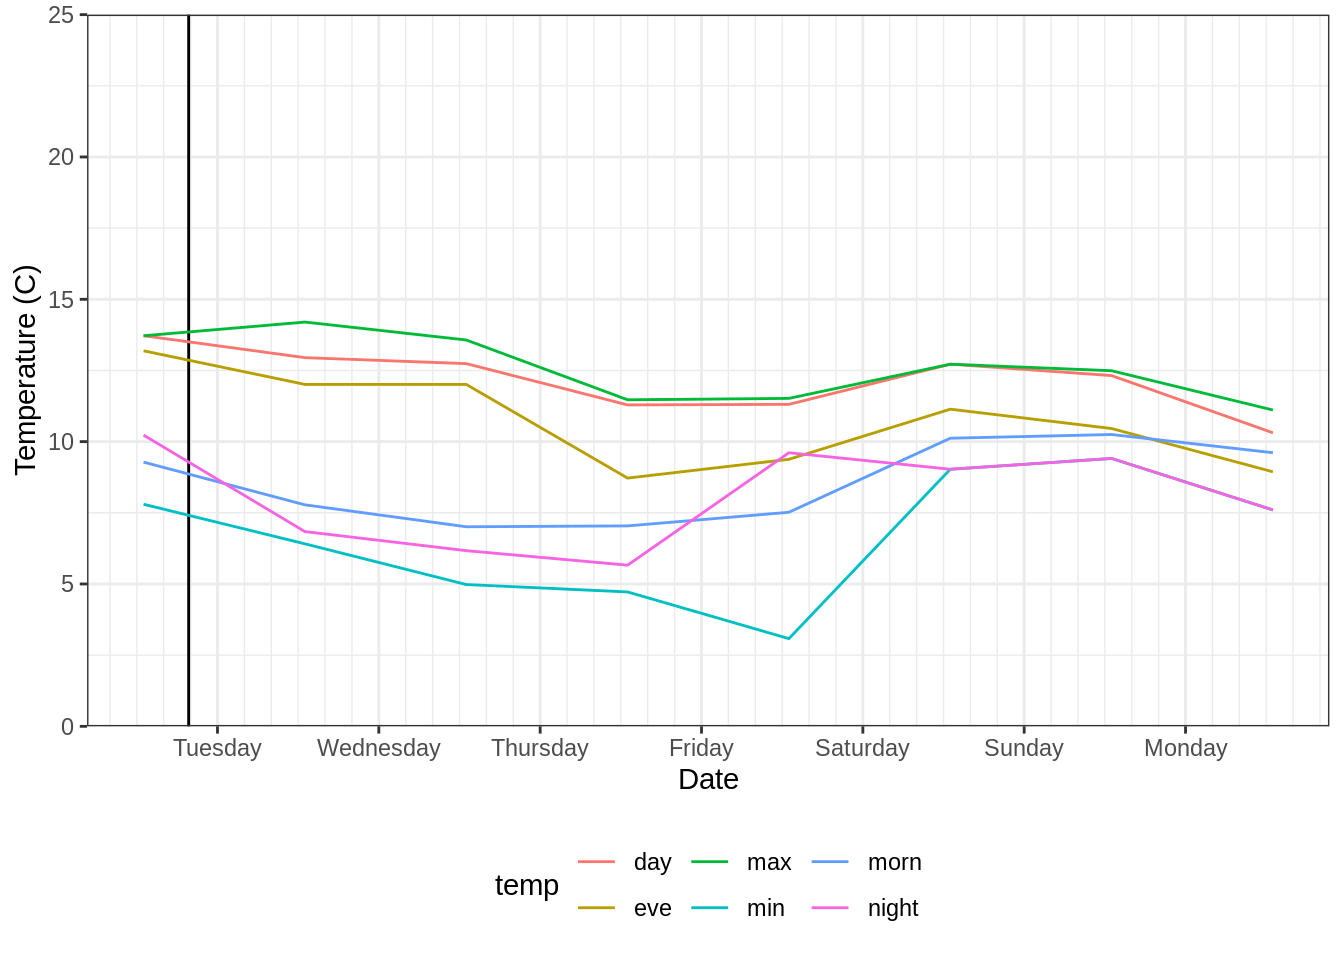 25
20
15
10
5
0
Temperature (C)
Tuesday Wednesday Thursday Friday Saturday Sunday Monday
Date
temp
day max morn
eve min night